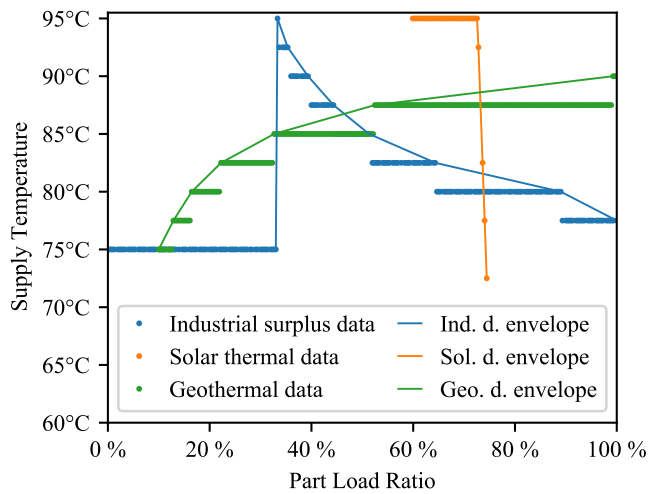 95°C
90°C
85°C
80°C
75°C
70°C
65°C
60°C
Supply Temperature
Industrial surplus data
Solar thermal data
Geothermal data
Ind. d. envelope
Sol. d. envelope
Geo. d. envelope
0 % 20 % 40 % 60 % 80 % 100 %
Part Load Ratio